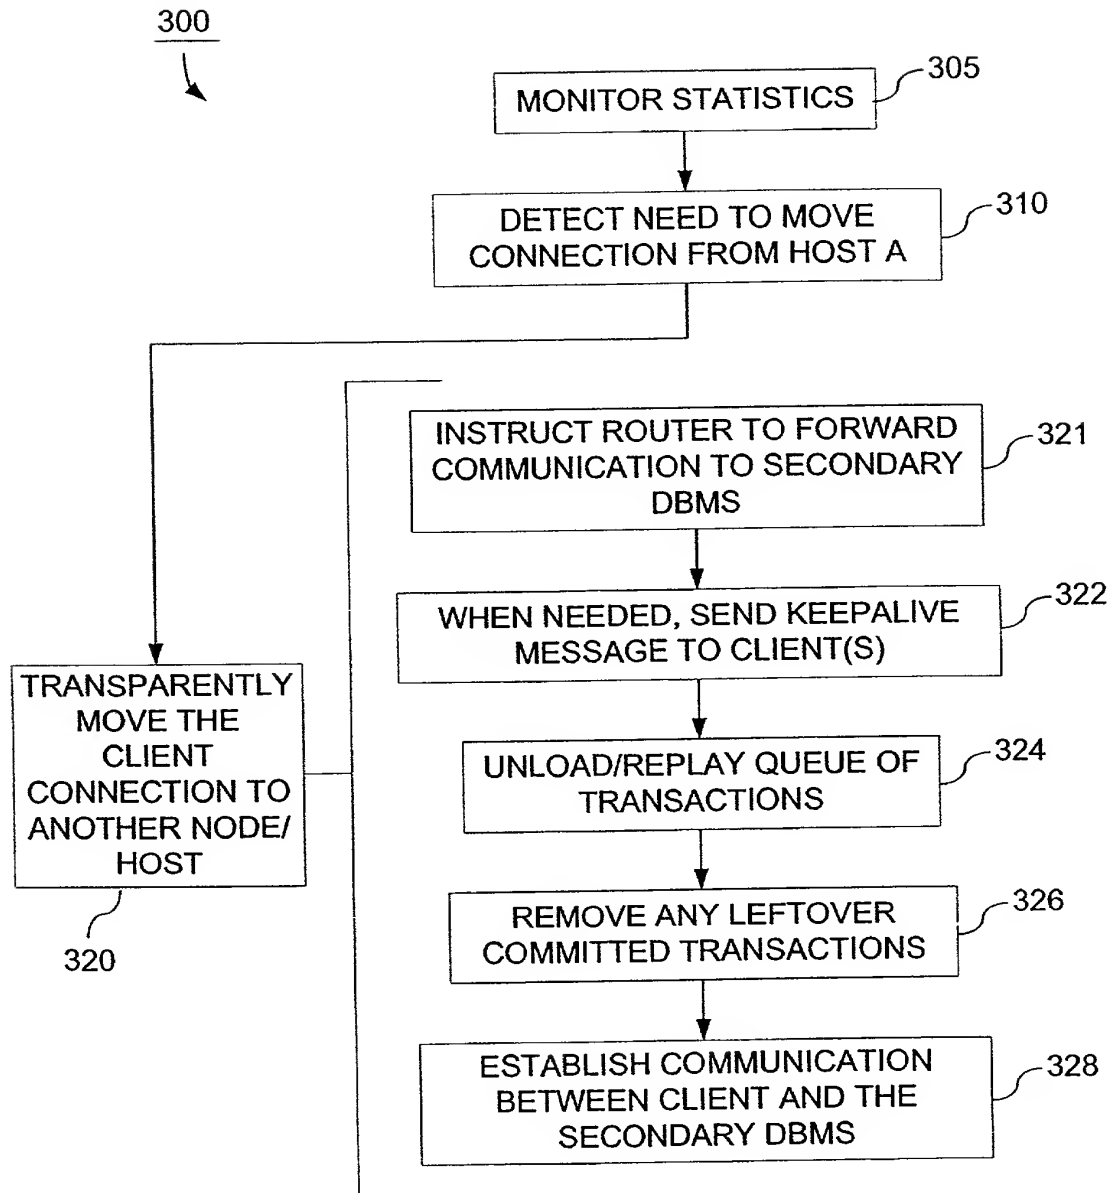 300
MONITOR STATISTICS
305
DETECT NEED TO MOVE
CONNECTION FROM HOST A
310
INSTRUCT ROUTER TO FORWARD
COMMUNICATION TO SECONDARY
DBMS
321
WHEN NEEDED, SEND KEEPALIVE
MESSAGE TO CLIENT(S)
322
TRANSPARENTLY
MOVE THE
CLIENT
CONNECTION TO
ANOTHER NODE/
HOST
320
UNLOAD/REPLAY QUEUE OF
TRANSACTIONS
324
REMOVE ANY LEFTOVER
COMMITTED TRANSACTIONS
326
ESTABLISH COMMUNICATION
BETWEEN CLIENT AND THE
SECONDARY DBMS
328